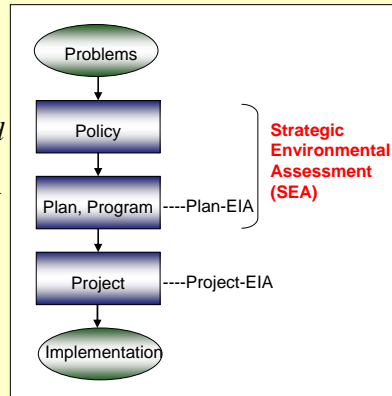 Problems
d
Policy
Strategic
Environmental
Assessment
(SEA)
Plan, Program ----Plan-EIA
Project ----Project-EIA
Implementation